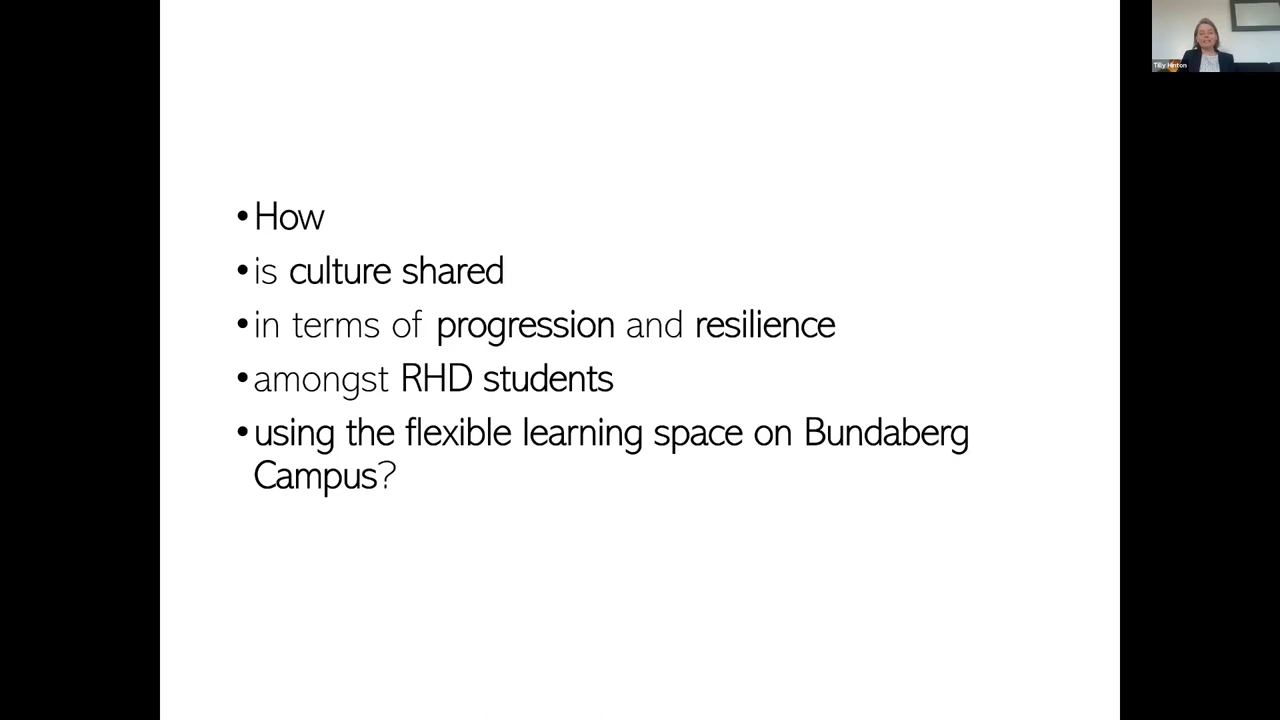 Tilly Hinton
• How
• is culture shared
• in terms of progression and resilience
• amongst RHD students
• using the flexible learning space on Bundaberg
Campus?